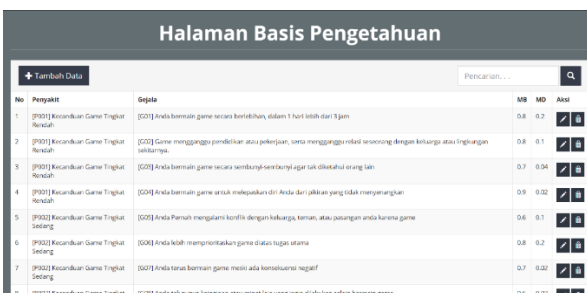 Halaman Basis Pengetahuan
+ Tambah Data
Pencarian. . .
No Penyakit Gejala MB MD Aksi
1 [P001] Kecanduan Game Tingkat Rendah [G01] Anda bermain game secara berlebihan, dalam 1 hari lebih dari 3 jam 0.8 0.2
2 [P001] Kecanduan Game Tingkat Rendah [G02] Game mengganggu pendidikan atau pekerjaan, serta mengganggu relasi seseorang dengan keluarga atau lingkungan sekitarnya. 0.8 0.1
3 [P001] Kecanduan Game Tingkat Rendah [G03] Anda bermain game secara sembunyi-sembunyi agar tak diketahui orang lain 0.7 0.04
4 [P001] Kecanduan Game Tingkat Rendah [G04] Anda bermain game untuk melepaskan diri Anda dari pikiran yang tidak menyenangkan 0.9 0.02
5 [P002] Kecanduan Game Tingkat Sedang [G05] Anda Pernah mengalami konflik dengan keluarga, teman, atau pasangan anda karena game 0.6 0.1
6 [P002] Kecanduan Game Tingkat Sedang [G06] Anda lebih memprioritaskan game diatas tugas utama 0.8 0.2
7 [P002] Kecanduan Game Tingkat Sedang [G07] Anda terus bermain game meski ada konsekuensi negatif 0.7 0.02